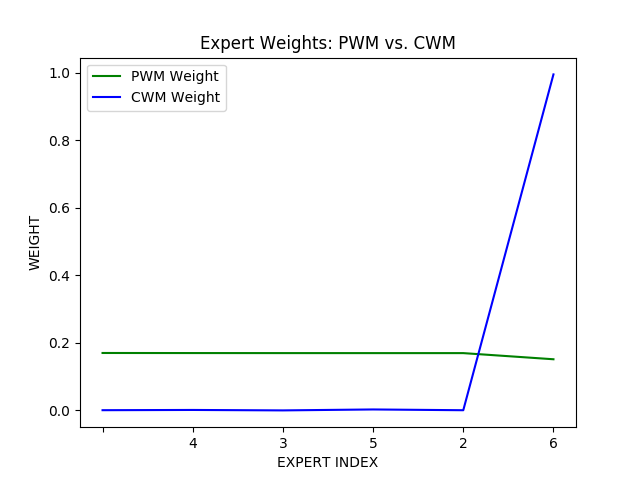 Expert Weights: PWM vs. CWM
PWM Weight
CWM Weight
1.0
0.8
0.6
0.4
0.2
0.0
WEIGHT
4 3 5 2 6
EXPERT INDEX